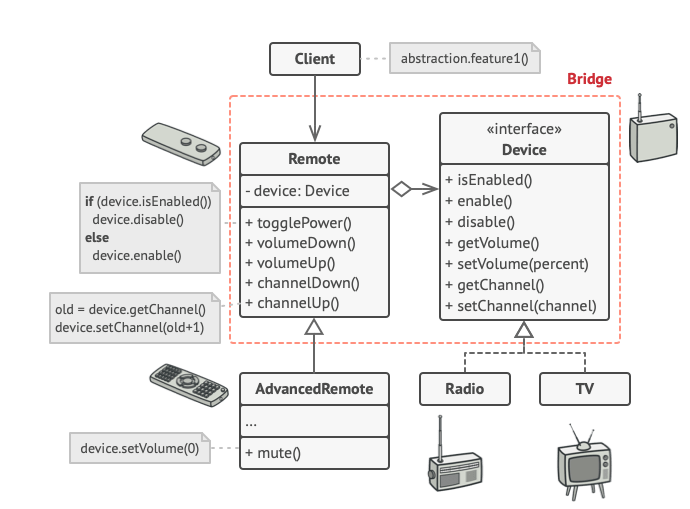 Client
abstraction.feature1()
Bridge
Remote
- device: Device
+ togglePower()
+ volumeDown()
+ volumeUp()
+ channelDown()
+ channelUp()
«interface»
Device
+ isEnabled()
+ enable()
+ disable()
+ getVolume()
+ setVolume(percent)
+ getChannel()
+ setChannel(channel)
if (device.isEnabled())
device.disable()
else
device.enable()
old = device.getChannel()
device.setChannel(old+1)
AdvancedRemote
...
+ mute()
device.setVolume(0)
Radio
TV